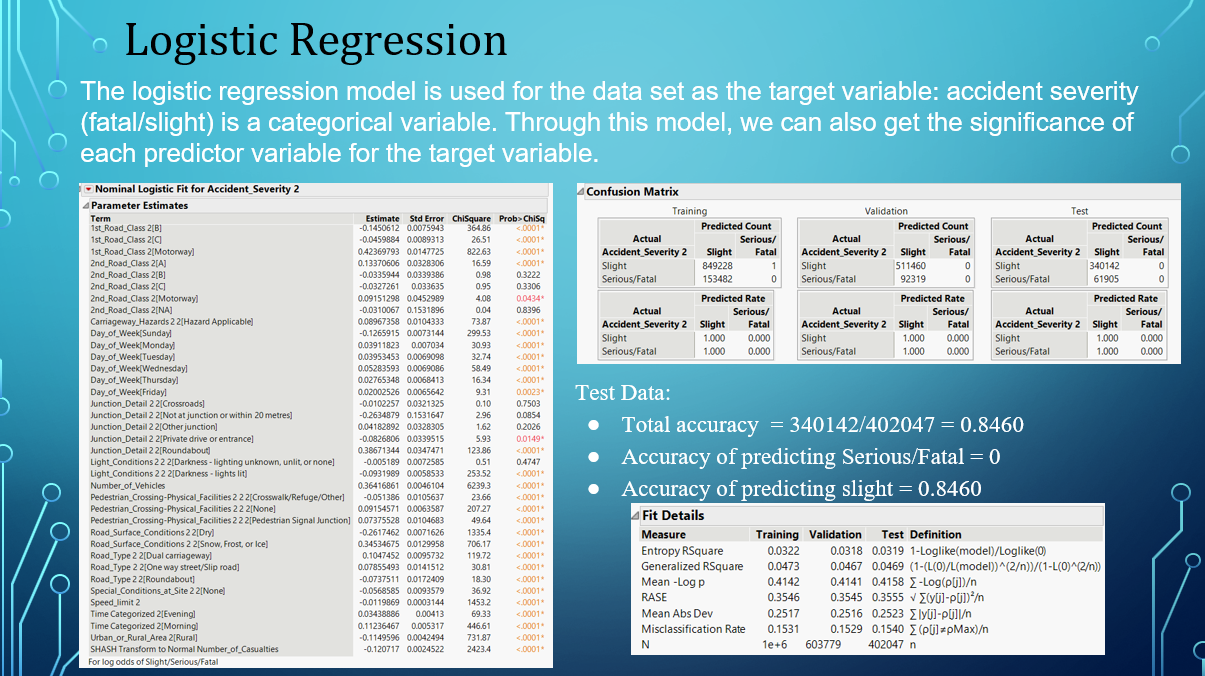 Logistic Regression
The logistic regression model is used for the data set as the target variable: accident severity
(fatal/slight) is a categorical variable. Through this model, we can also get the significance of
each predictor variable for the target variable.
Nominal Logistic Fit for Accident_Severity 2
Parameter Estimates
Term Estimate Std Error ChiSquare Prob>ChiSq
1st_Road_Class 2[B] -0.1450612 0.0075943 364.86 <.0001*
1st_Road_Class 2[C] -0.0459884 0.0089313 26.51 <.0001*
1st_Road_Class 2[Motorway] 0.42369793 0.0147725 822.63 <.0001*
2nd_Road_Class 2[A] 0.13370606 0.0328306 16.59 <.0001*
2nd_Road_Class 2[B] -0.0335944 0.0339386 0.98 0.3222
2nd_Road_Class 2[C] -0.0327261 0.033635 0.95 0.3306
2nd_Road_Class 2[Motorway] 0.09151298 0.0452989 4.08 0.0434*
2nd_Road_Class 2[NA] -0.0310067 0.1531896 0.04 0.8396
Carriageway_Hazards 2 2[Hazard Applicable] 0.08967358 0.0104333 73.87 <.0001*
Day_of_Week[Sunday] -0.1265915 0.0073144 299.53 <.0001*
Day_of_Week[Monday] 0.03911823 0.007034 30.93 <.0001*
Day_of_Week[Tuesday] 0.03953453 0.0069098 32.74 <.0001*
Day_of_Week[Wednesday] 0.05283593 0.0069086 58.49 <.0001*
Day_of_Week[Thursday] 0.02765348 0.0068413 16.34 <.0001*
Day_of_Week[Friday] 0.02002526 0.0065642 9.31 0.0023*
Junction_Detail 2 2[Crossroads] -0.0102257 0.0321325 0.10 0.7503
Junction_Detail 2 2[Not at junction or within 20 metres] -0.2634879 0.1531647 2.96 0.0854
Junction_Detail 2 2[Other junction] 0.04182892 0.0328305 1.62 0.2026
Junction_Detail 2 2[Private drive or entrance] -0.0826806 0.0339515 5.93 0.0149*
Junction_Detail 2 2[Roundabout] 0.38671344 0.0347471 123.86 <.0001*
Light_Conditions 2 2 2[Darkness - lighting unknown, unlit, or none] -0.005189 0.0072585 0.51 0.4747
Light_Conditions 2 2 2[Darkness - lights lit] -0.0931989 0.0058533 253.52 <.0001*
Number_of_Vehicles 0.36416861 0.0046104 6239.3 <.0001*
Pedestrian_Crossing-Physical_Facilities 2 2 2[Crosswalk/Refuge/Other] -0.051386 0.0105637 23.66 <.0001*
Pedestrian_Crossing-Physical_Facilities 2 2 2[None] 0.09154571 0.0063587 207.27 <.0001*
Pedestrian_Crossing-Physical_Facilities 2 2 2[Pedestrian Signal Junction] 0.07375528 0.0104683 49.64 <.0001*
Road_Surface_Conditions 2 2[Dry] -0.2617462 0.0071626 1335.4 <.0001*
Road_Surface_Conditions 2 2[Snow, Frost, or Ice] 0.34534675 0.0129958 706.17 <.0001*
Road_Type 2 2[Dual carriageway] 0.1047452 0.0095732 119.72 <.0001*
Road_Type 2 2[One way street/Slip road] 0.07855493 0.0141512 30.81 <.0001*
Road_Type 2 2[Roundabout] -0.0737511 0.0172409 18.30 <.0001*
Special_Conditions_at_Site 2 2[None] -0.0568585 0.0093579 36.92 <.0001*
Speed_limit 2 -0.0119869 0.0003144 1453.2 <.0001*
Time Categorized 2[Evening] 0.03438886 0.00413 69.33 <.0001*
Time Categorized 2[Morning] 0.11236467 0.005317 446.61 <.0001*
Urban_or_Rural_Area 2[Rural] -0.1149596 0.0042494 731.87 <.0001*
SHASH Transform to Normal Number_of_Casualties -0.120717 0.0024522 2423.4 <.0001*
For log odds of Slight/Serious/Fatal
Confusion Matrix
Training Validation Test
Predicted Count Predicted Count Predicted Count
Actual Serious/ Actual Serious/ Actual Serious/
Accident_Severity 2 Slight Fatal Accident_Severity 2 Slight Fatal Accident_Severity 2 Slight Fatal
Slight 849228 1 Slight 511460 0 Slight 340142 0
Serious/Fatal 153482 0 Serious/Fatal 92319 0 Serious/Fatal 61905 0
Predicted Rate Predicted Rate Predicted Rate
Actual Serious/ Actual Serious/ Actual Serious/
Accident_Severity 2 Slight Fatal Accident_Severity 2 Slight Fatal Accident_Severity 2 Slight Fatal
Slight 1.000 0.000 Slight 1.000 0.000 Slight 1.000 0.000
Serious/Fatal 1.000 0.000 Serious/Fatal 1.000 0.000 Serious/Fatal 1.000 0.000
Test Data:
● Total accuracy = 340142/402047 = 0.8460
● Accuracy of predicting Serious/Fatal = 0
● Accuracy of predicting slight = 0.8460
Fit Details
Measure Training Validation Test Definition
Entropy RSquare 0.0322 0.0318 0.0319 1-Loglike(model)/Loglike(0)
Generalized RSquare 0.0473 0.0467 0.0469 (1-(L(0)/L(model))^(2/n))/(1-L(0)^(2/n))
Mean -Log p 0.4142 0.4141 0.4158 ∑ -Log(ρ[j])/n
RASE 0.3546 0.3545 0.3555 √ ∑(y[j]-ρ[j])²/n
Mean Abs Dev 0.2517 0.2516 0.2523 ∑ |y[j]-ρ[j]|/n
Misclassification Rate 0.1531 0.1529 0.1540 ∑ (ρ[j]≠ρMax)/n
N 1e+6 603779 402047 n